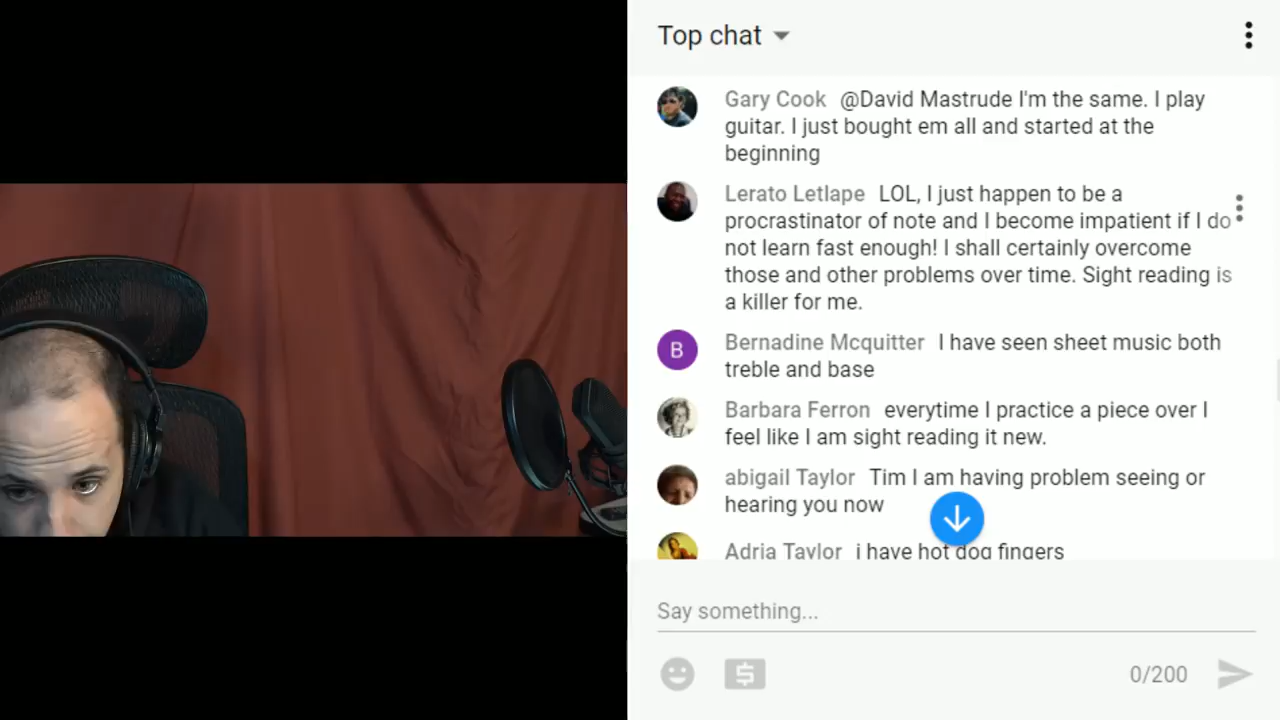 Top chat
Gary Cook @David Mastrude I'm the same. I play
guitar. I just bought em all and started at the
beginning
Lerato Letlape LOL, I just happen to be a
procrastinator of note and I become impatient if I do
not learn fast enough! I shall certainly overcome
those and other problems over time. Sight reading is
a killer for me.
B
Bernadine Mcquitter I have seen sheet music both
treble and base
Barbara Ferron everytime I practice a piece over I
feel like I am sight reading it new.
abigail Taylor Tim I am having problem seeing or
hearing you now
Adria Taylor i have hot dog fingers
Say something...
0/200